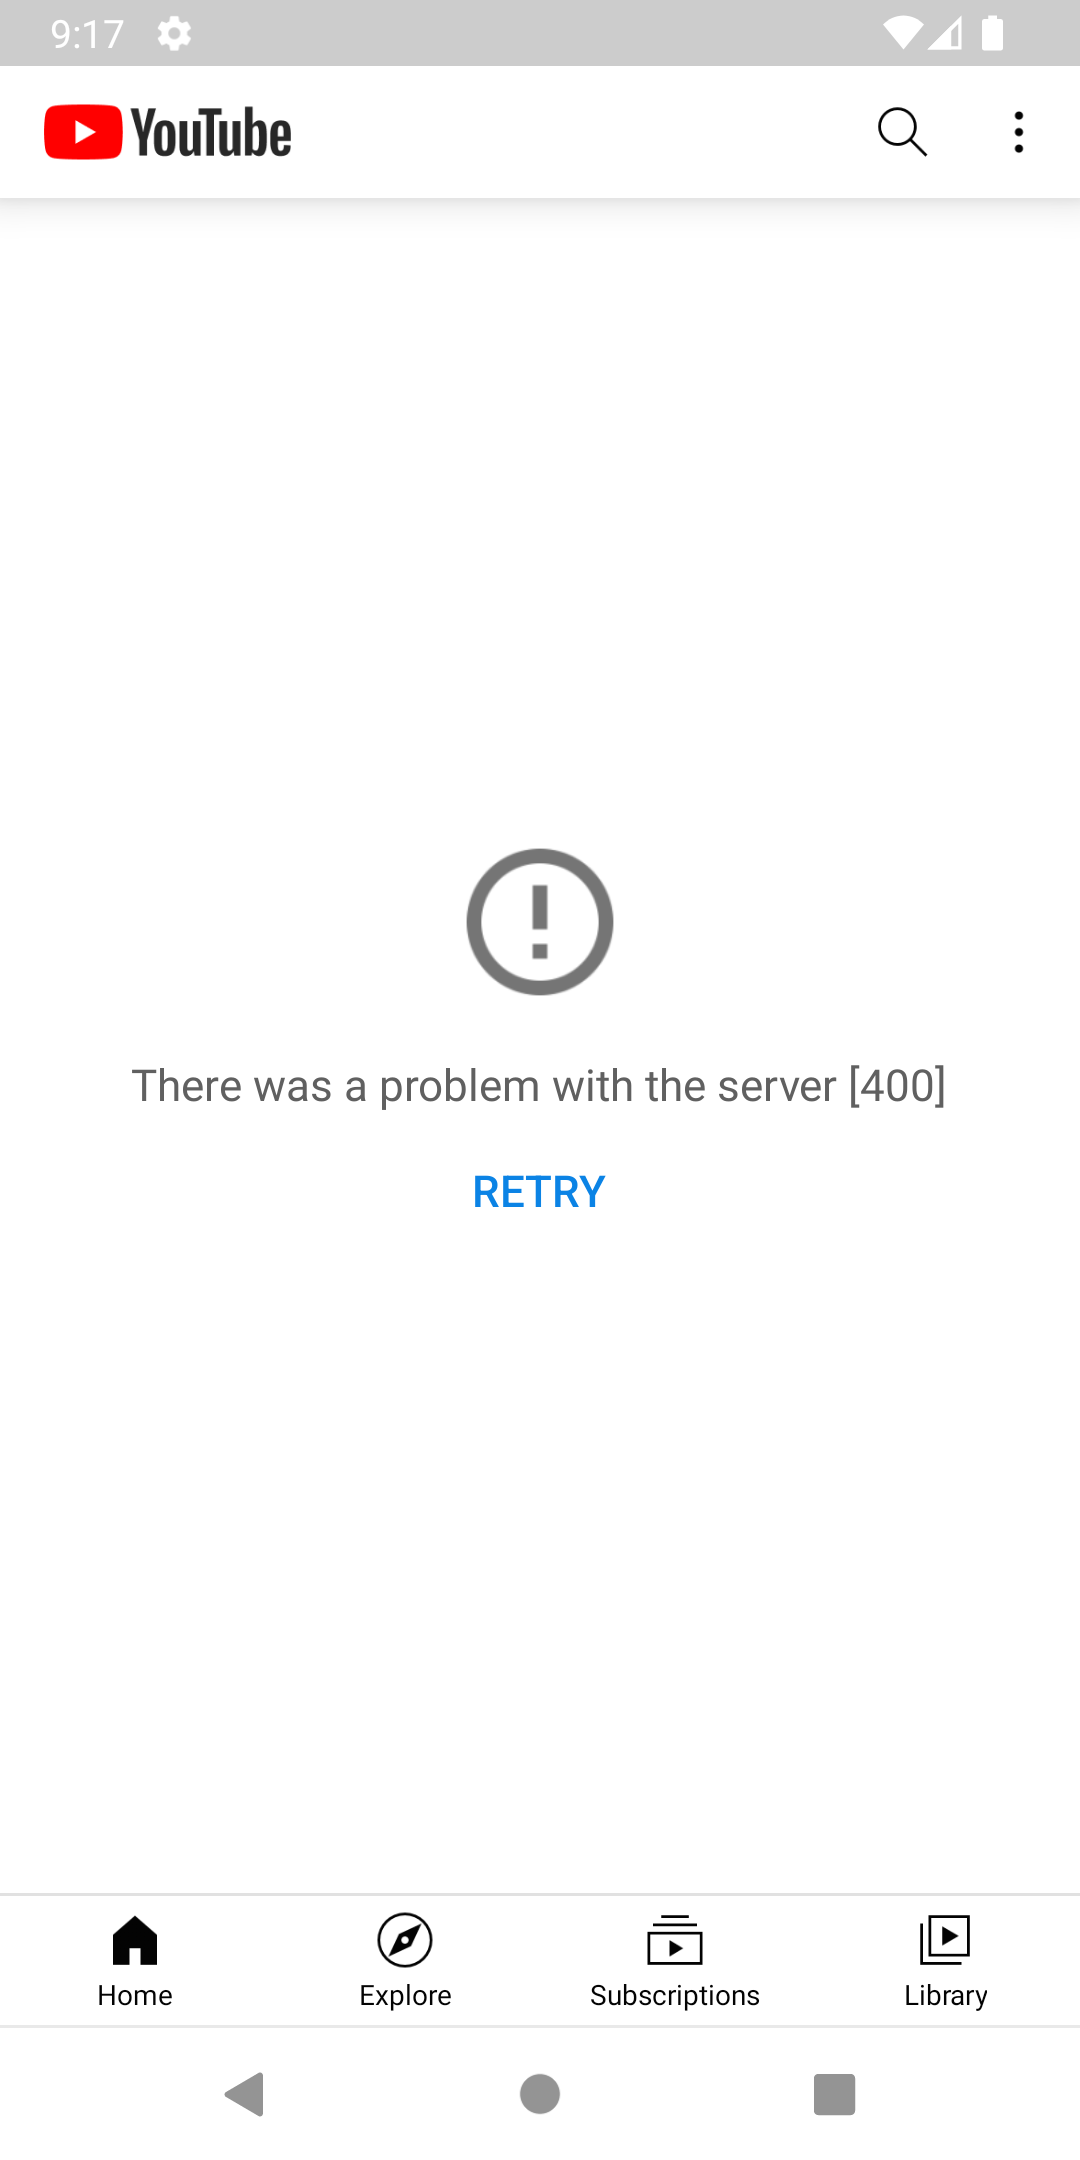 9:17
YouTube
There was a problem with the server [400]
RETRY
Home
Explore
Subscriptions
Library